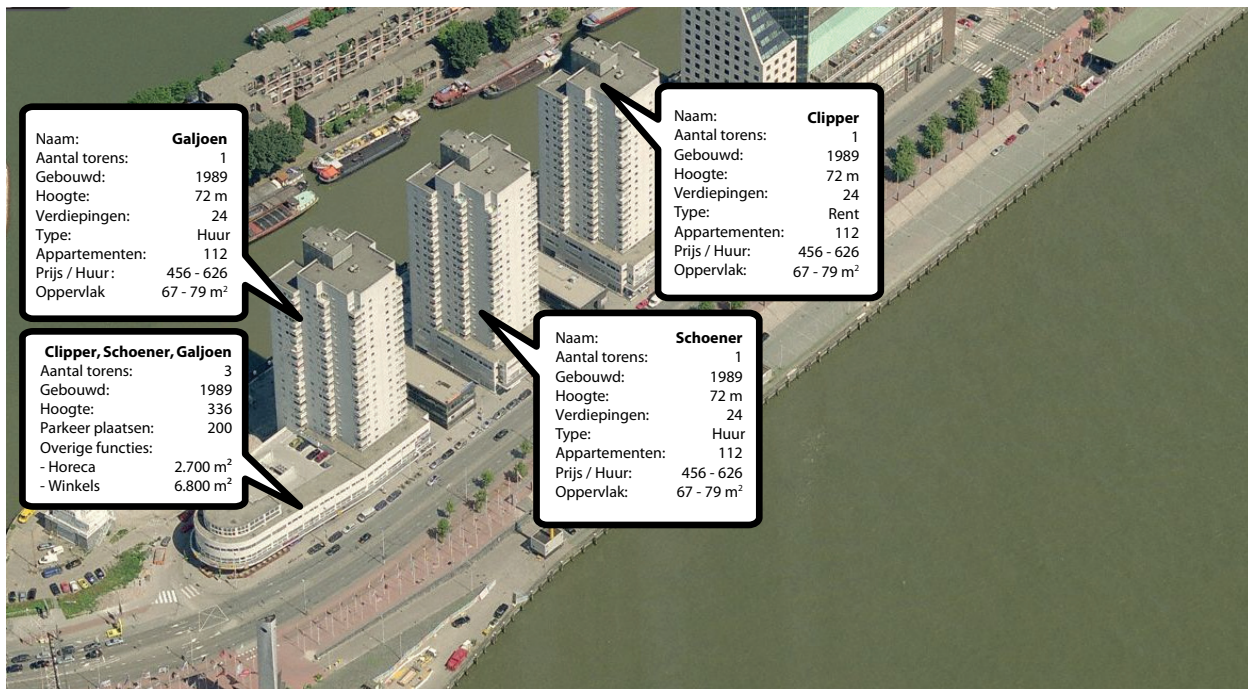 Naam: Galjoen
Aantal torens: 1
Gebouwd: 1989
Hoogte: 72 m
Verdiepingen: 24
Type: Huur
Appartementen: 112
Prijs / Huur: 456 - 626
Oppervlak 67 - 79 m²
Clipper, Schoener, Galjoen
Aantal torens: 3
Gebouwd: 1989
Hoogte: 336
Parkeer plaatsen: 200
Overige functies:
- Horeca 2.700 m²
- Winkels 6.800 m²
Naam: Clipper
Aantal torens: 1
Gebouwd: 1989
Hoogte: 72 m
Verdiepingen: 24
Type: Rent
Appartementen: 112
Prijs / Huur: 456 - 626
Oppervlak: 67 - 79 m²
Naam: Schoener
Aantal torens: 1
Gebouwd: 1989
Hoogte: 72 m
Verdiepingen: 24
Type: Huur
Appartementen: 112
Prijs / Huur: 456 - 626
Oppervlak: 67 - 79 m²